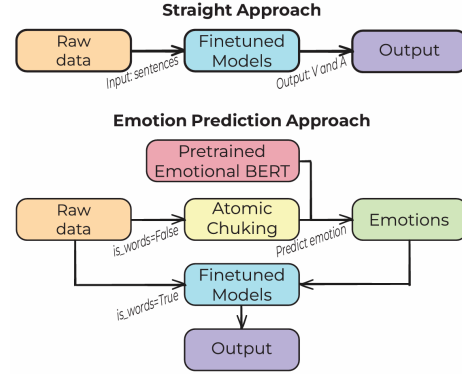 Straight Approach
Raw
data
Input: sentences
Finetuned
Models
Output: V and A
Output
Emotion Prediction Approach
Pretrained
Emotional BERT
Raw
data
is_words=False
Atomic
Chuking
Predict emotion
Emotions
is_words=True
Finetuned
Models
Output